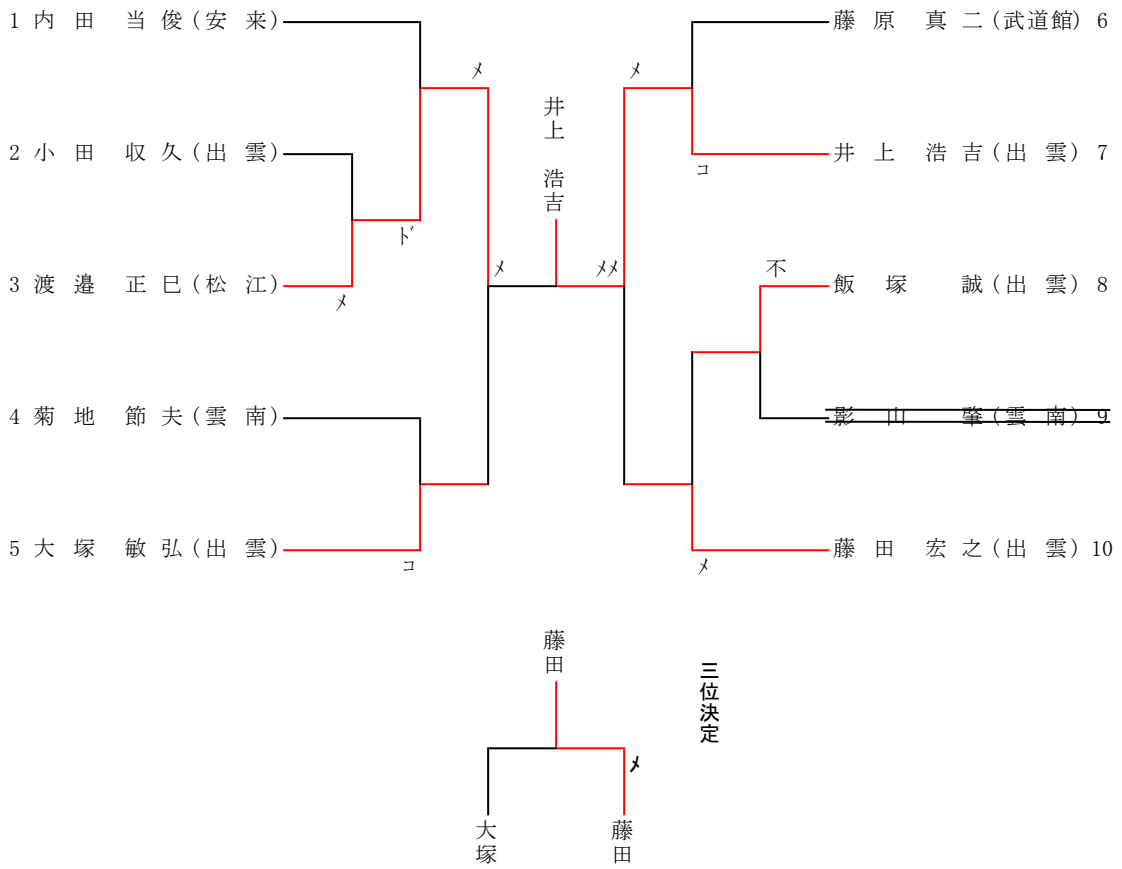 1 内田 当俊(安来)
藤原 真二(武道館) 6
メ
メ
井上 浩吉
2 小田 収久(出雲)
井上 浩吉(出雲) 7
コ
ド
メ
メメ
不
3 渡邉 正巳(松江)
飯塚 誠(出雲) 8
メ
4 菊地 節夫(雲南)
影山 肇(雲南) 9
5 大塚 敏弘(出雲)
藤田 宏之(出雲) 10
コ
メ
藤田
三位決定
メ
大塚
藤田